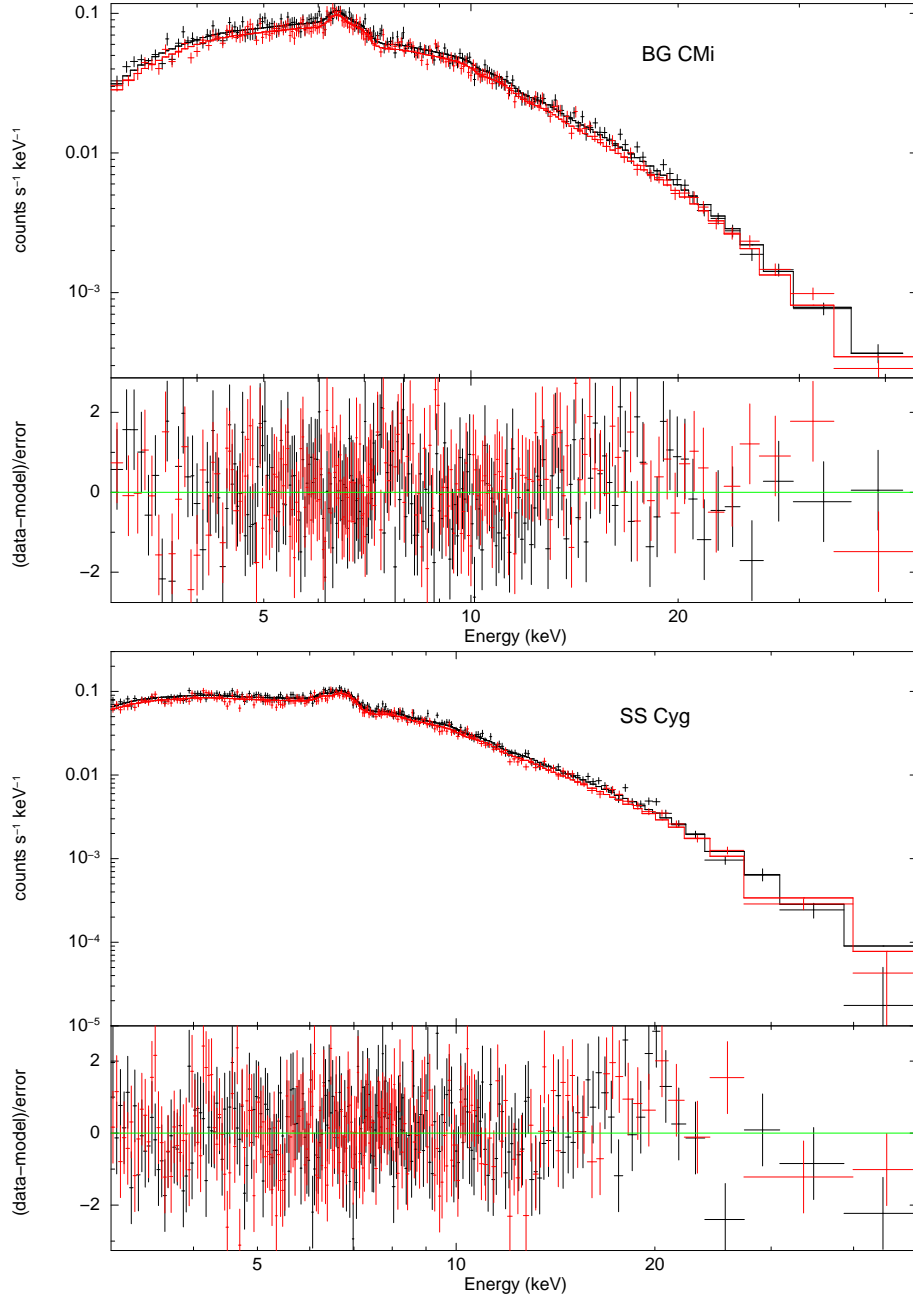 0.1
BG CMi
0.01
counts s⁻¹ keV⁻¹
10⁻³
2
0
(data−model)/error
−2
5 10 20
Energy (keV)
0.1
SS Cyg
0.01
counts s⁻¹ keV⁻¹
10⁻³
10⁻⁴
10⁻⁵
2
0
(data−model)/error
−2
5 10 20
Energy (keV)